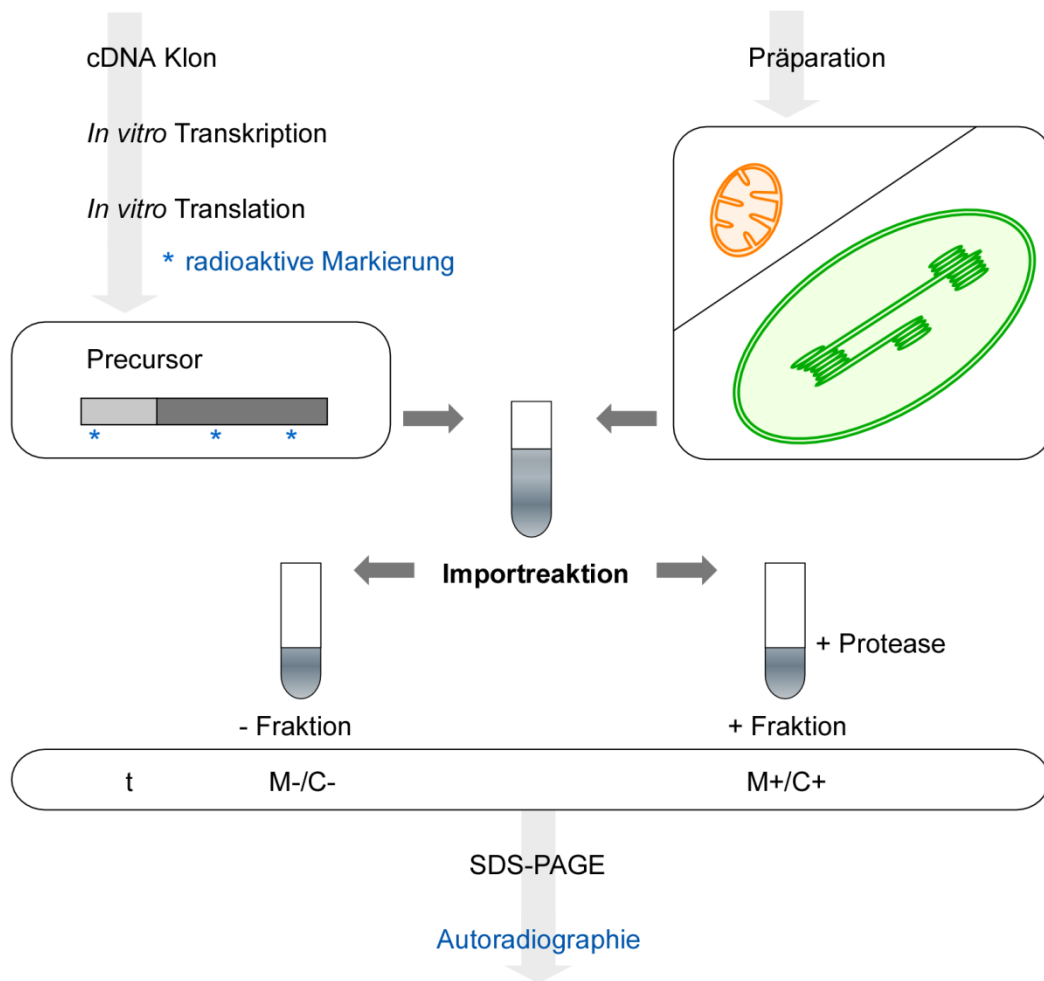 cDNA Klon
Präparation
In vitro Transkription
In vitro Translation
* radioaktive Markierung
Precursor
* * *
Importreaktion
+ Protease
- Fraktion
+ Fraktion
t M-/C- M+/C+
SDS-PAGE
Autoradiographie